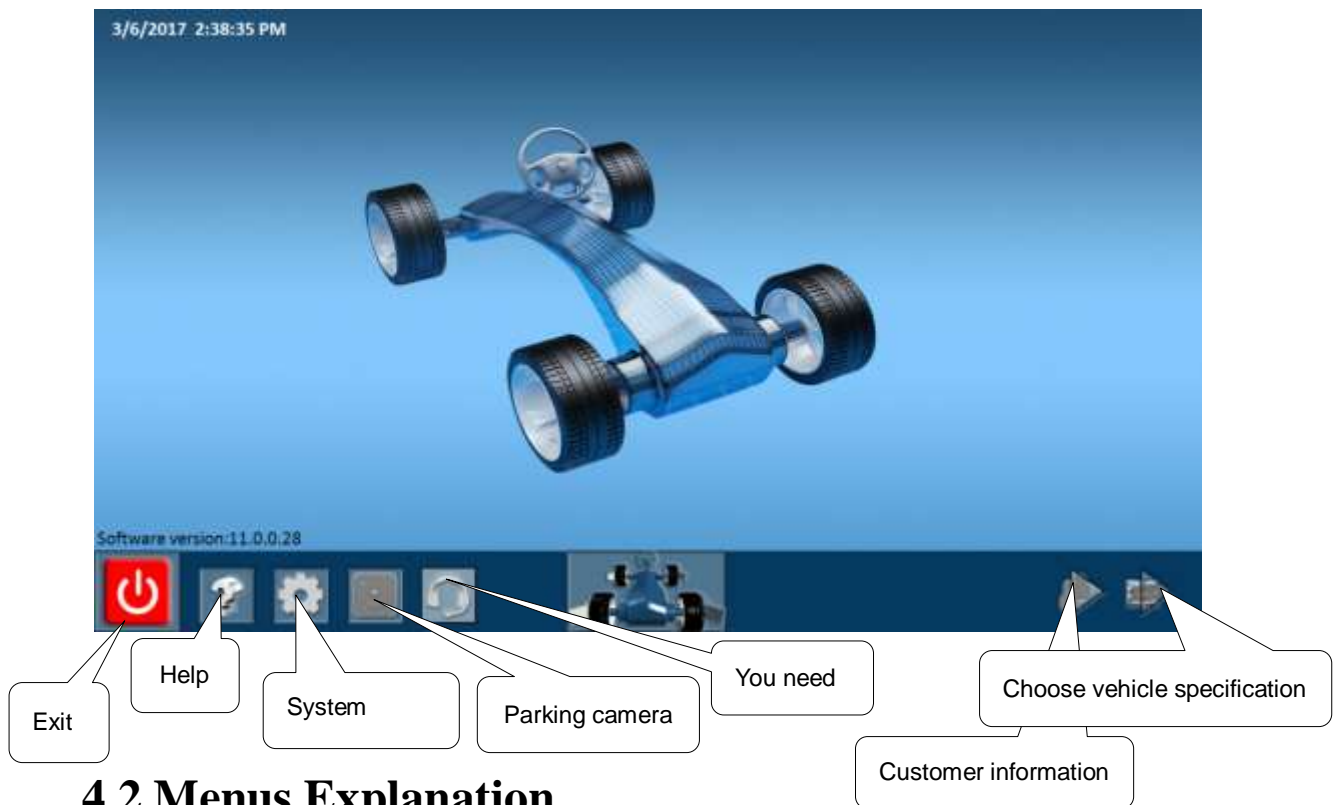 3/6/2017 2:38:35 PM
Software version:11.0.0.28
Exit
Help
System
Parking camera
You need
Choose vehicle specification
Customer information
4.2 Menus Explanation